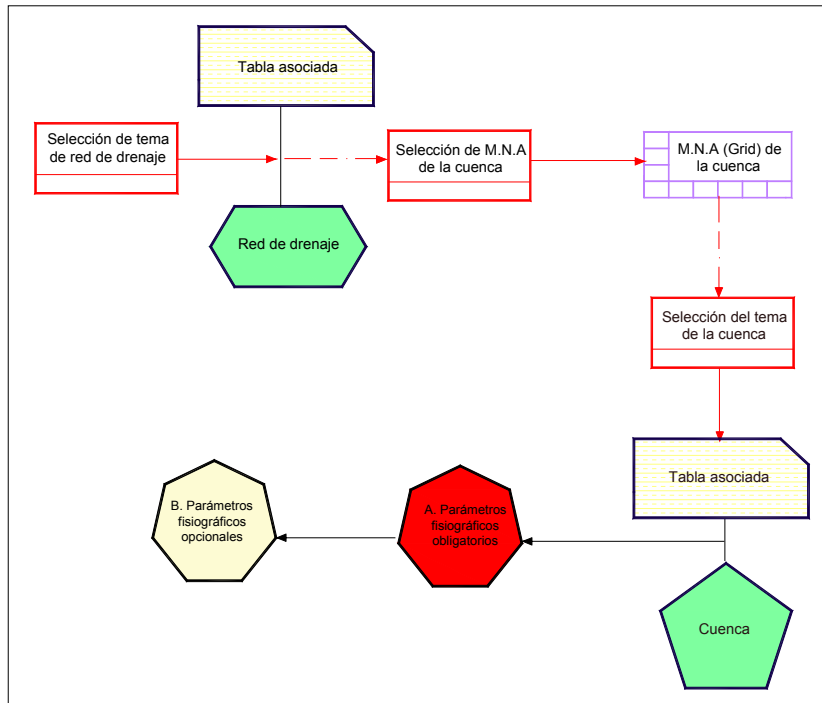 Tabla asociada
Selección de tema
de red de drenaje
Selección de M.N.A
de la cuenca
M.N.A (Grid) de
la cuenca
Red de drenaje
Selección del tema
de la cuenca
Tabla asociada
B. Parámetros
fisiográficos
opcionales
A. Parámetros
fisiográficos
obligatorios
Cuenca